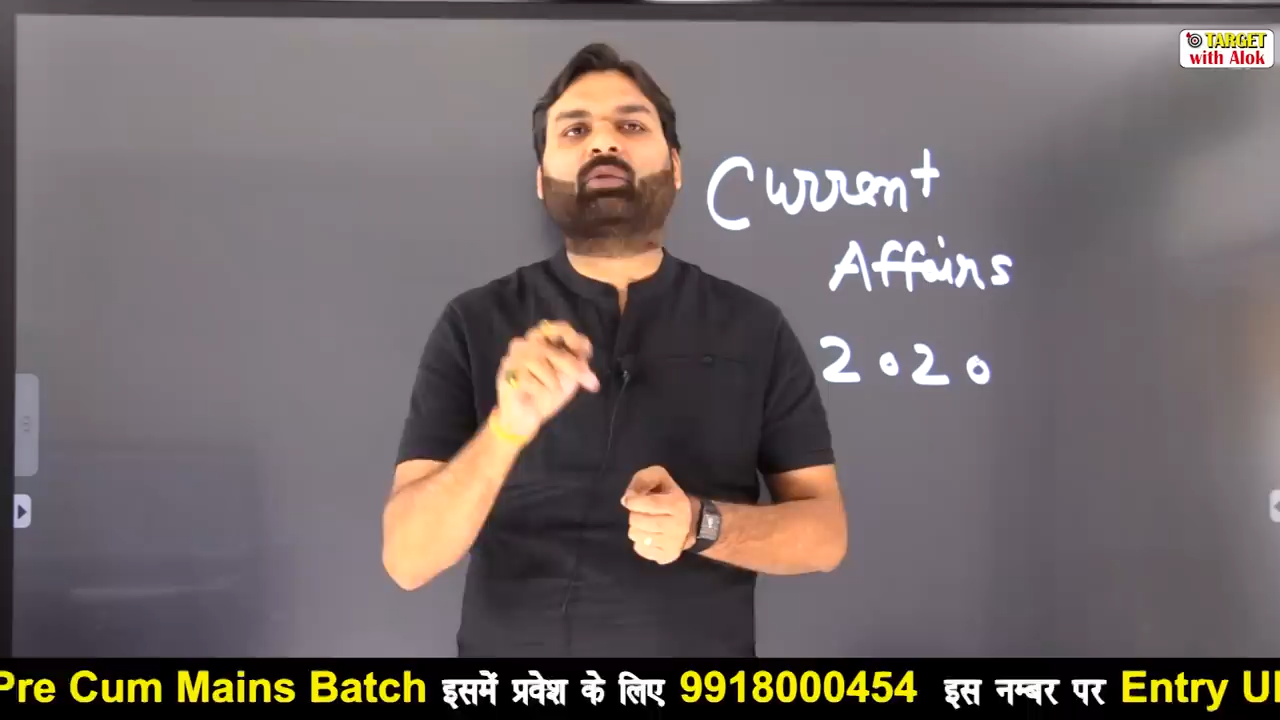 TARGET
with Alok
Current
Affairs
2020
Pre Cum Mains Batch इसमें प्रवेश के लिए 9918000454 इस नम्बर पर Entry